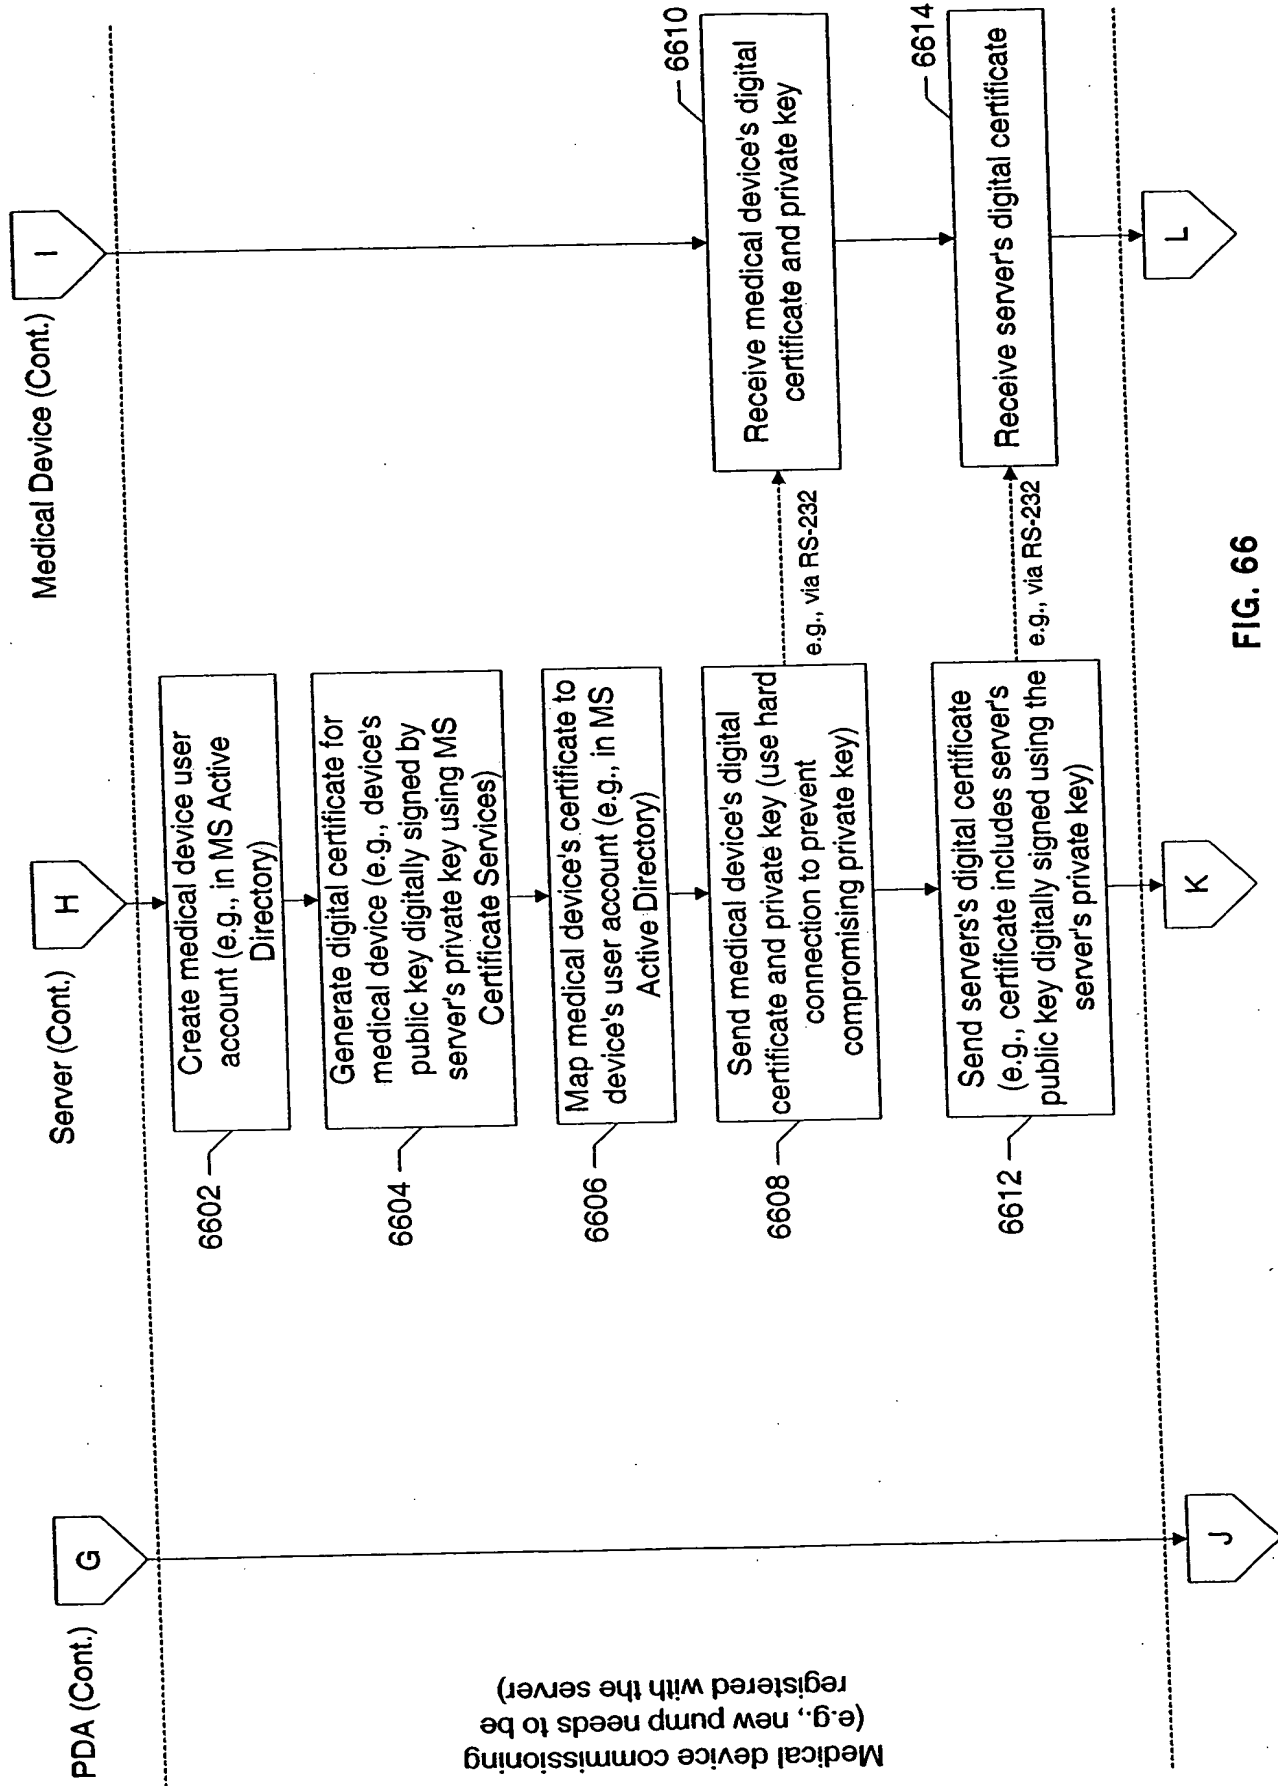 PDA (Cont.)
Server (Cont.)
Medical Device (Cont.)
G
H
I
Medical device commissioning
(e.g., new pump needs to be
registered with the server)
6602
Create medical device user
account (e.g., in MS Active
Directory)
6604
Generate digital certificate for
medical device (e.g., device's
public key digitally signed by
server's private key using MS
Certificate Services)
6606
Map medical device's certificate to
device's user account (e.g., in MS
Active Directory)
6608
Send medical device's digital
certificate and private key (use hard
connection to prevent
compromising private key)
e.g., via RS-232
6610
Receive medical device's digital
certificate and private key
6612
Send servers's digital certificate
(e.g., certificate includes server's
public key digitally signed using the
server's private key)
e.g., via RS-232
6614
Receive server's digital certificate
J
K
L
FIG. 66